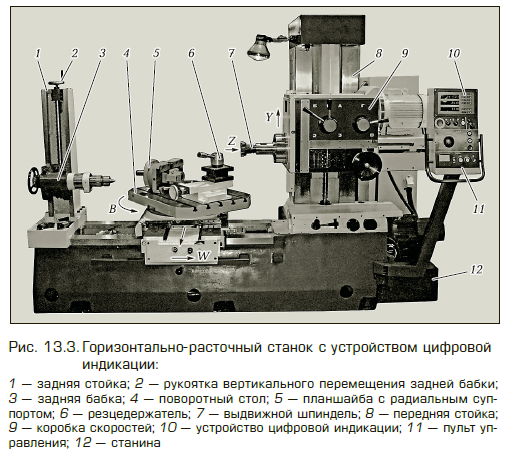 1 2 3 4 5 6 7 8 9 10
Y
Z
B
W
11
12
Рис. 13.3. Горизонтально-расточный станок с устройством цифровой
индикации:
1 — задняя стойка; 2 — рукоятка вертикального перемещения задней бабки;
3 — задняя бабка; 4 — поворотный стол; 5 — планшайба с радиальным суп-
портом; 6 — резцедержатель; 7 — выдвижной шпиндель; 8 — передняя стойка;
9 — коробка скоростей; 10 — устройство цифровой индикации; 11 — пульт уп-
равления; 12 — станина